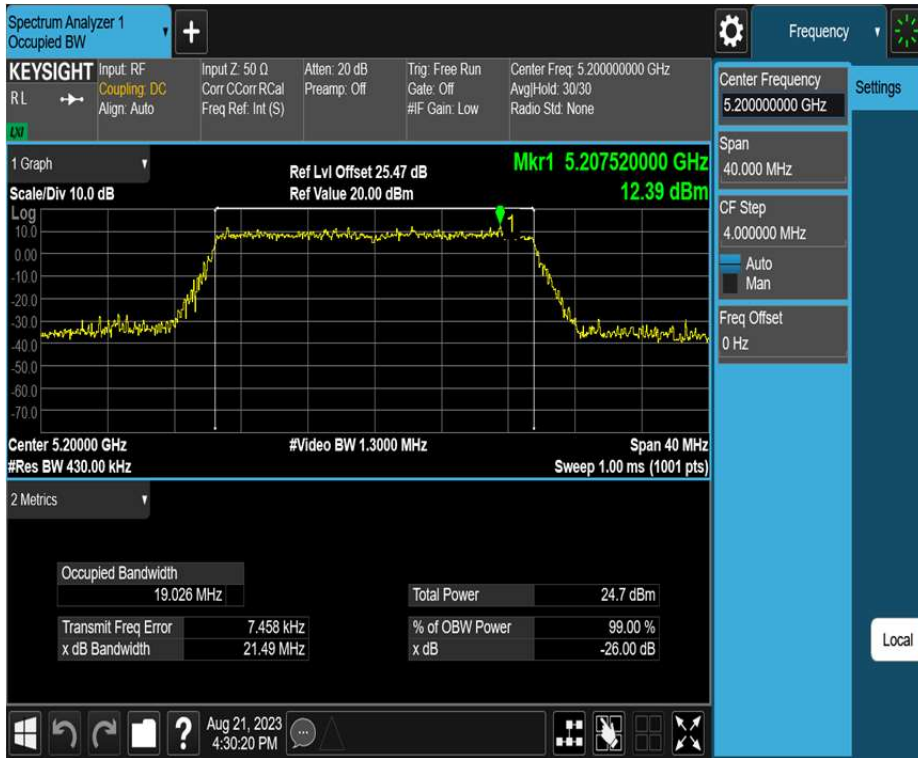 Spectrum Analyzer 1
Occupied BW
+
Frequency
KEYSIGHT
RL
LXI
Input: RF
Coupling: DC
Align: Auto
Input Z: 50 Ω
Corr CCorr RCal
Freq Ref: Int (S)
Atten: 20 dB
Preamp: Off
Trig: Free Run
Gate: Off
#IF Gain: Low
Center Freq: 5.200000000 GHz
Avg|Hold: 30/30
Radio Std: None
Center Frequency
5.200000000 GHz
Settings
Span
40.000 MHz
CF Step
4.000000 MHz
Auto
Man
Freq Offset
0 Hz
Local
1 Graph
Scale/Div 10.0 dB
Ref Lvl Offset 25.47 dB
Ref Value 20.00 dBm
Mkr1 5.207520000 GHz
12.39 dBm
Log
10.0
0.00
-10.0
-20.0
-30.0
-40.0
-50.0
-60.0
-70.0
1
Center 5.20000 GHz
#Video BW 1.3000 MHz
Span 40 MHz
#Res BW 430.00 kHz
Sweep 1.00 ms (1001 pts)
2 Metrics
Occupied Bandwidth
19.026 MHz
Total Power 24.7 dBm
Transmit Freq Error 7.458 kHz
% of OBW Power 99.00 %
x dB Bandwidth 21.49 MHz
x dB -26.00 dB
?
Aug 21, 2023
4:30:20 PM